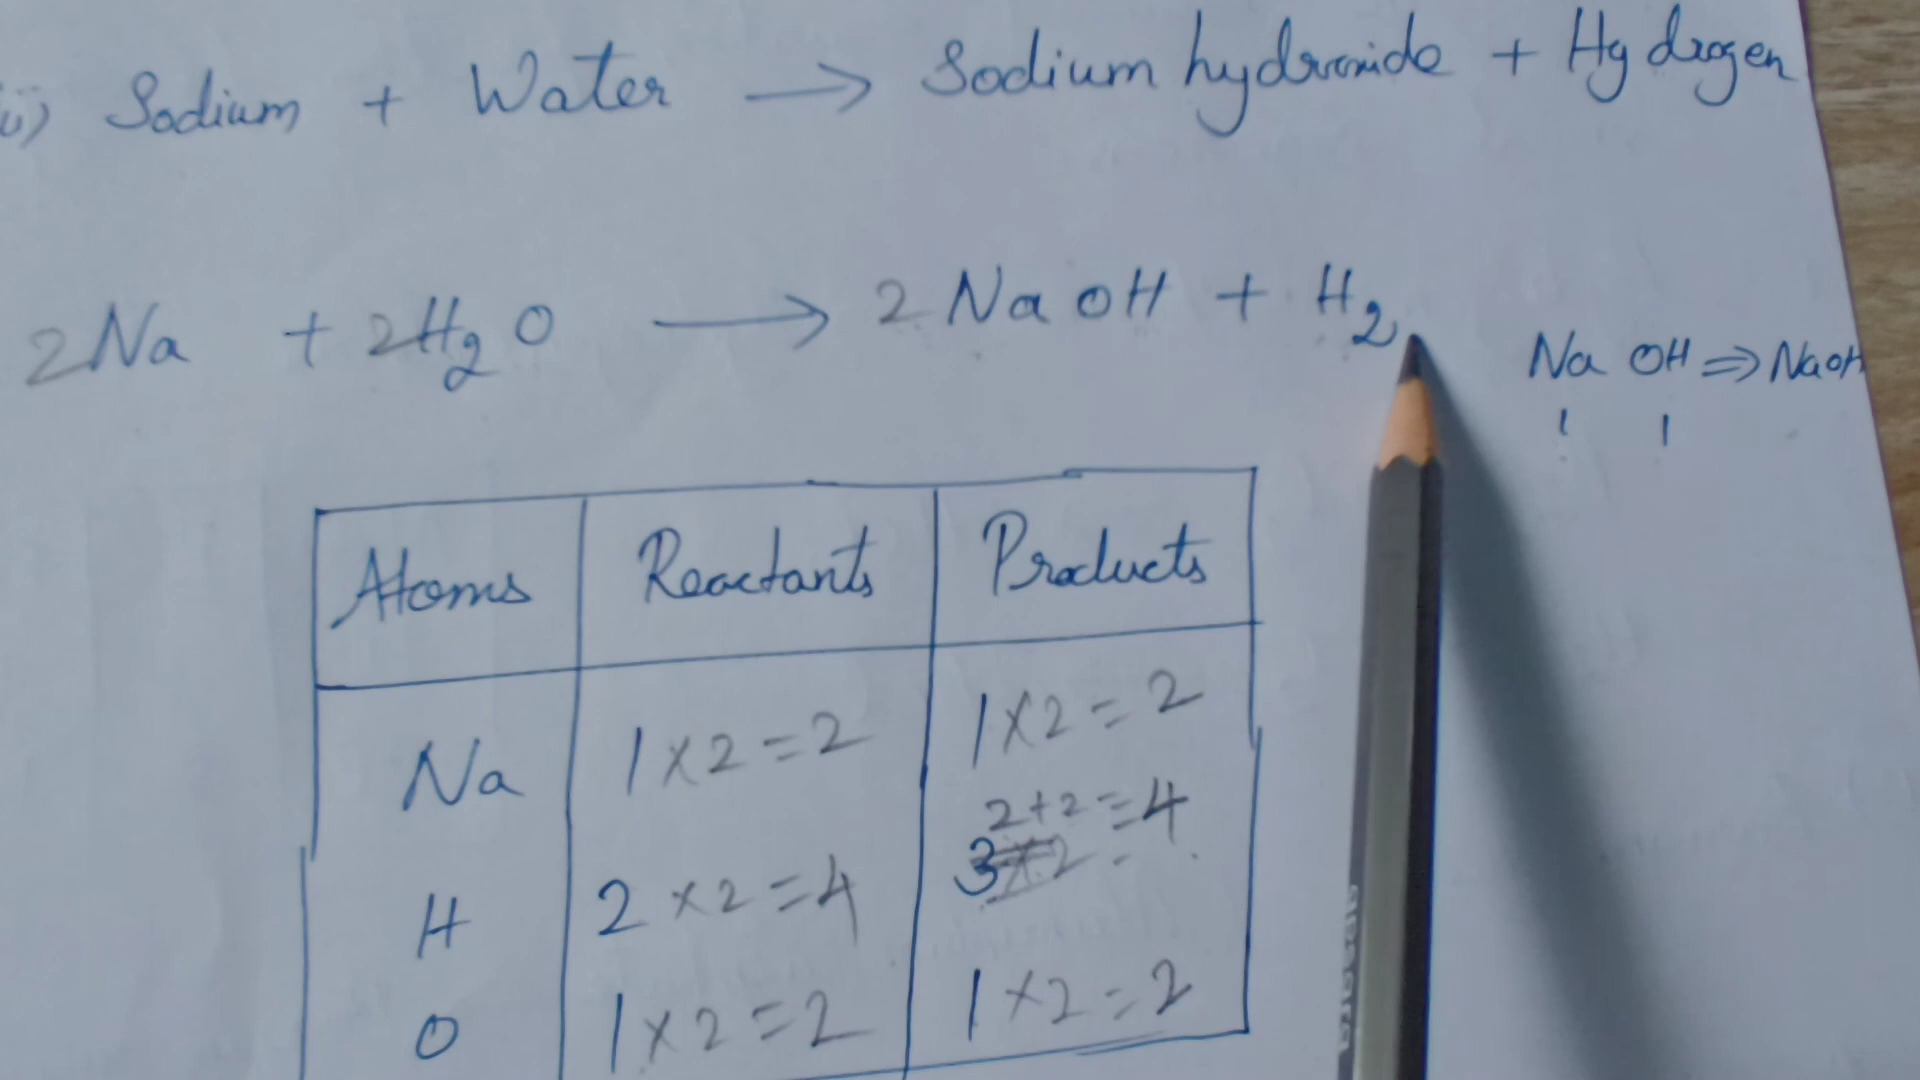 ii) Sodium + Water → Sodium hydroxide + Hydrogen
2Na + 2H₂O → 2NaOH + H₂
Na OH ⇒ NaOH
1 1
Atoms Reactants Products
Na 1×2=2 1×2=2
2+2=4
H 2×2=4 3×2=
O 1×2=2 1×2=2